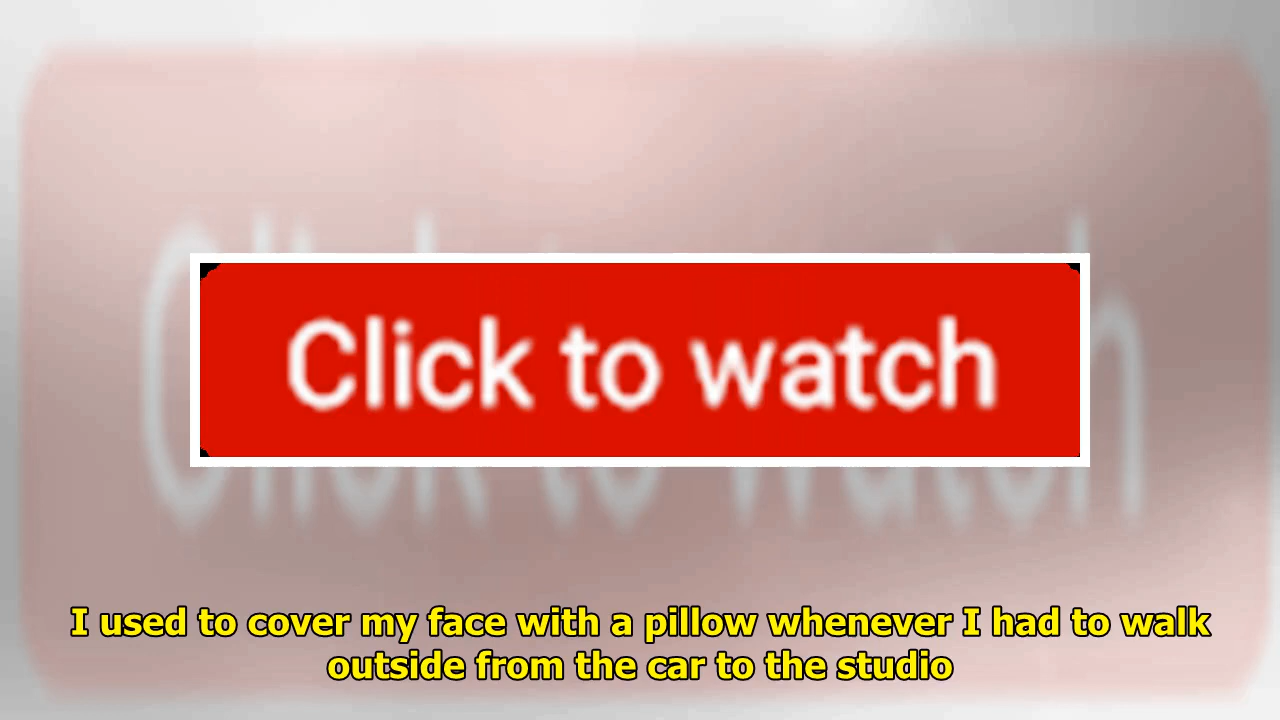 Click to watch
I used to cover my face with a pillow whenever I had to walk
outside from the car to the studio